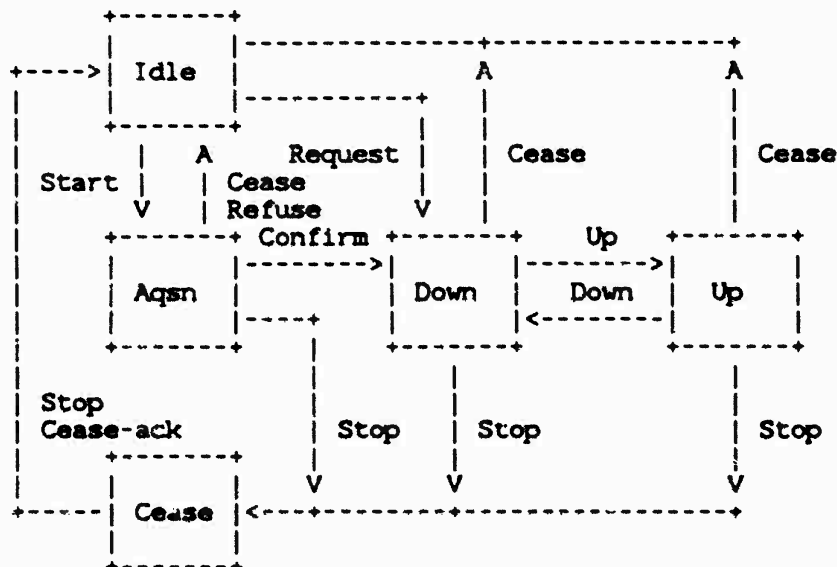 Idle
Request Cease Cease
Start Cease
Refuse
Confirm Up
Aqsn Down Down Up
Stop
Cease-ack Stop Stop Stop
Cease